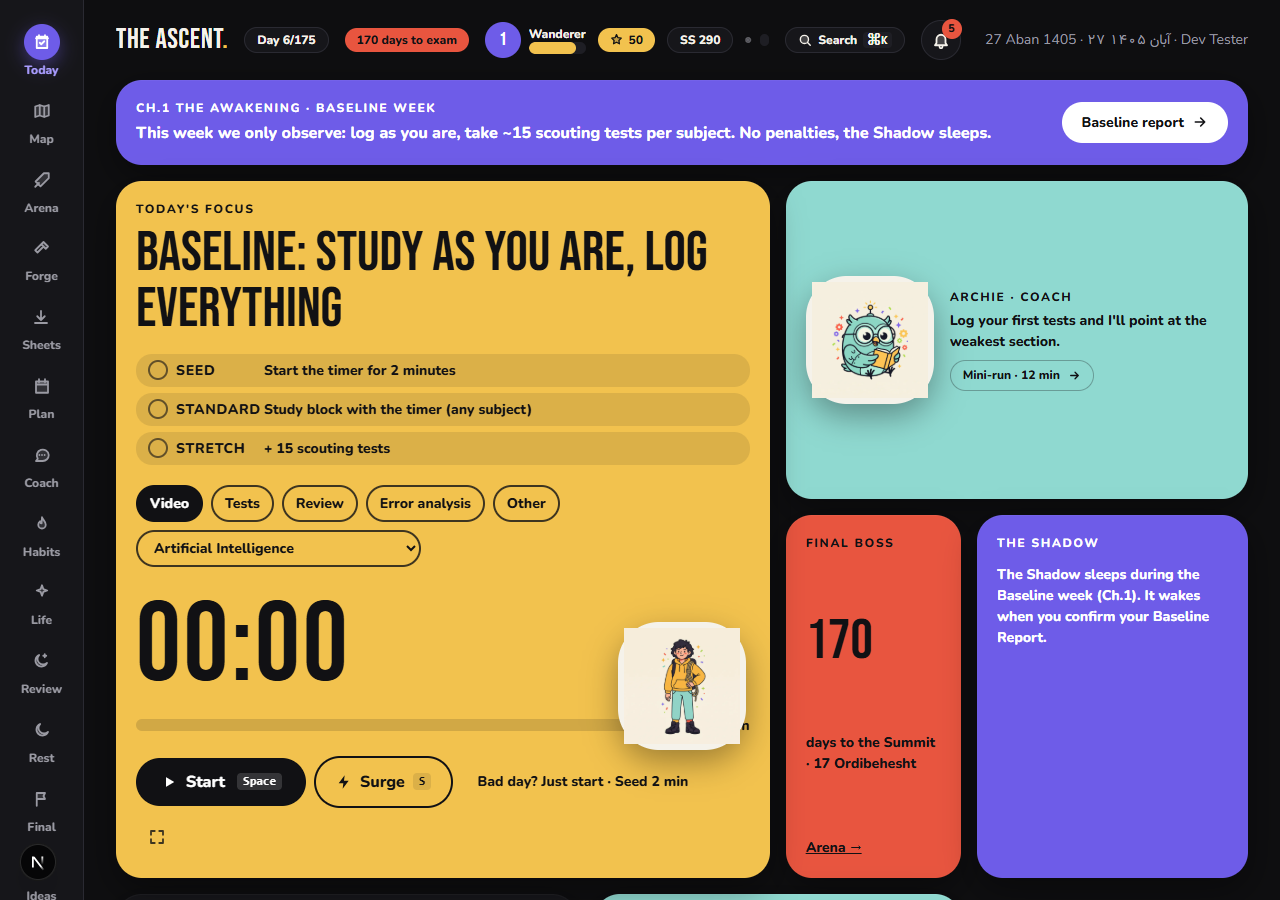 THE ASCENT.
Day 6/175
170 days to exam
1
Wanderer
50
SS 290
Search ⌘K
5
27 Aban 1405 · ۲۷ آبان ۱۴۰۵ · Dev Tester
Today
Map
Arena
Forge
Sheets
Plan
Coach
Habits
Life
Review
Rest
Final
N
Ideas
CH.1 THE AWAKENING · BASELINE WEEK
This week we only observe: log as you are, take ~15 scouting tests per subject. No penalties, the Shadow sleeps.
Baseline report →
TODAY'S FOCUS
BASELINE: STUDY AS YOU ARE, LOG
EVERYTHING
SEED Start the timer for 2 minutes
STANDARD Study block with the timer (any subject)
STRETCH + 15 scouting tests
Video
Tests
Review
Error analysis
Other
Artificial Intelligence
00:00
Start Space
Surge S
Bad day? Just start · Seed 2 min
ARCHIE · COACH
Log your first tests and I'll point at the
weakest section.
Mini-run · 12 min →
FINAL BOSS
170
days to the Summit
· 17 Ordibehesht
Arena →
THE SHADOW
The Shadow sleeps during the
Baseline week (Ch.1). It wakes
when you confirm your Baseline
Report.